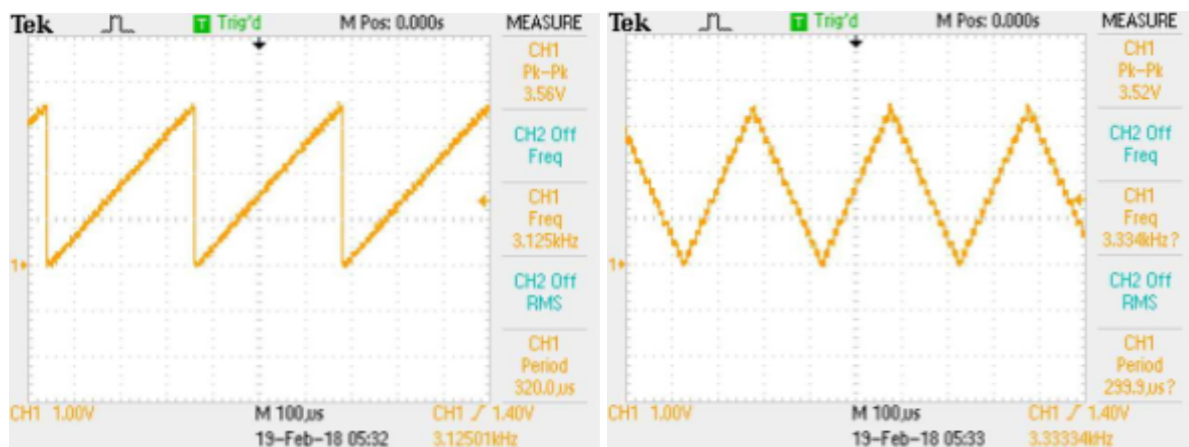 Tek
T Trig'd
M Pos: 0.000s
MEASURE
CH1
Pk-Pk
3.56V
CH2 Off
Freq
CH1
Freq
3.125kHz
CH2 Off
RMS
CH1
Period
320.0µs
1
CH1 1.00V
M 100µs
CH1 ∫ 1.40V
19-Feb-18 05:32
3.12501kHz
Tek
T Trig'd
M Pos: 0.000s
MEASURE
CH1
Pk-Pk
3.52V
CH2 Off
Freq
CH1
Freq
3.334kHz?
CH2 Off
RMS
CH1
Period
299.9µs?
1
CH1 1.00V
M 100µs
CH1 ∫ 1.40V
19-Feb-18 05:33
3.33334kHz